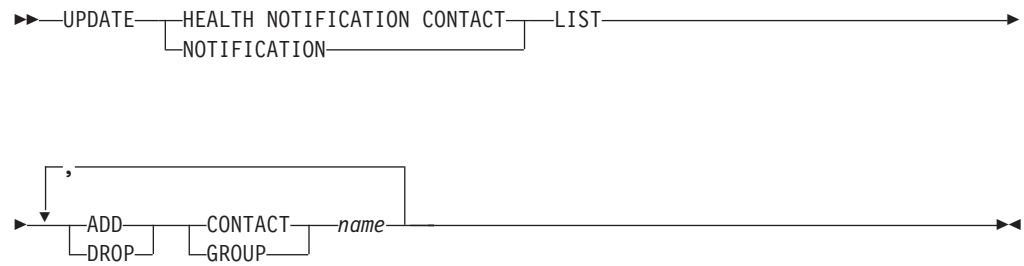 UPDATE HEALTH NOTIFICATION CONTACT LIST
NOTIFICATION
,
ADD CONTACT name
DROP GROUP